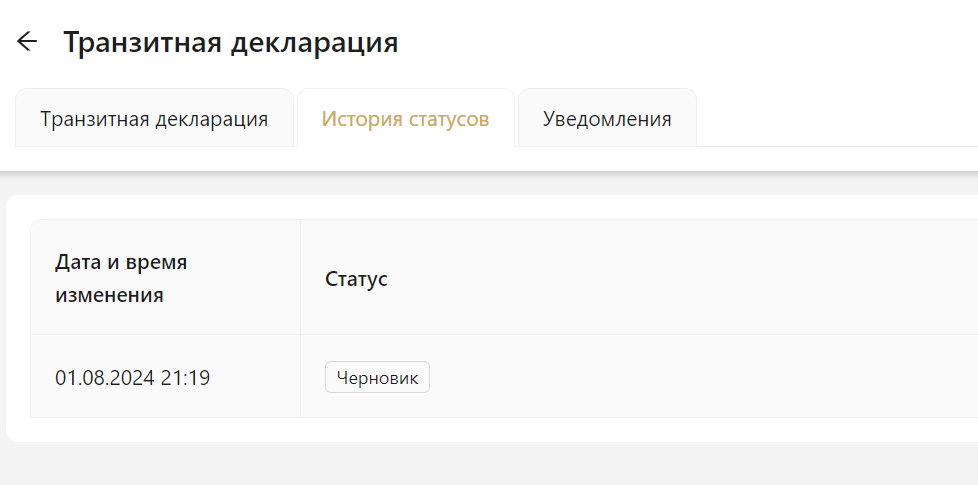 Транзитная декларация
Транзитная декларация
История статусов
Уведомления
Дата и время
изменения
Статус
01.08.2024 21:19
Черновик